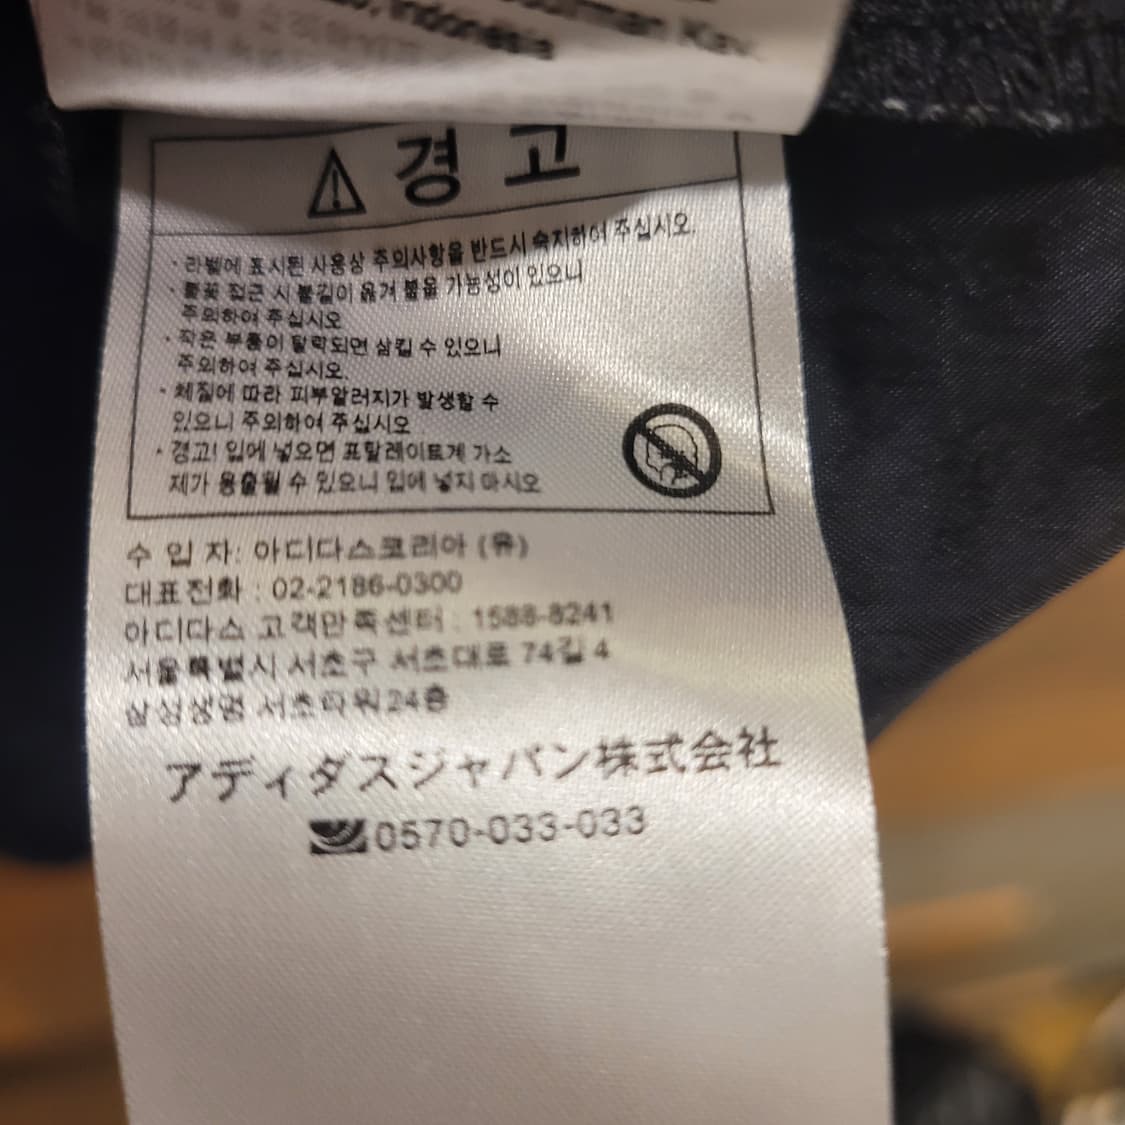 Indonesia
경 고
· 라벨에 표시된 사용상 주의사항을 반드시 숙지하여 주십시오.
· 불꽃 접근 시 불길이 옮겨 붙을 가능성이 있으니
주의하여 주십시오
· 작은 부품이 탈락되면 삼킬 수 있으니
주의하여 주십시오.
· 체질에 따라 피부알러지가 발생할 수
있으니 주의하여 주십시오
· 경고! 입에 넣으면 프탈레이트계 가소
제가 용출될 수 있으니 입에 넣지 마시오
수 입 자: 아디다스코리아 (유)
대표전화 : 02-2186-0300
아디다스 고객만족센터 : 1588-8241
서울특별시 서초구 서초대로 74길 4
삼성생명 서초타워 24층
アディダスジャパン株式会社
0570-033-033